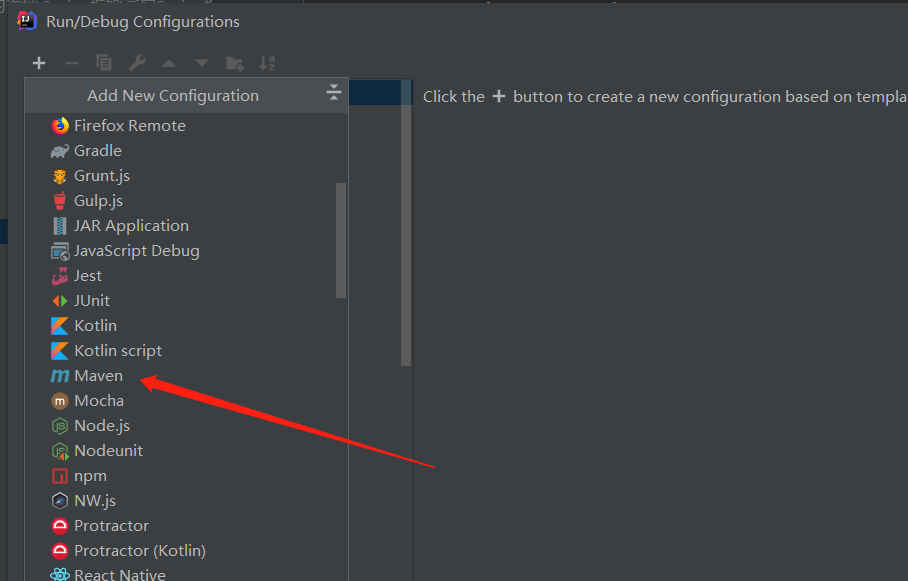 Run/Debug Configurations
Add New Configuration
Click the + button to create a new configuration based on templa
Firefox Remote
Gradle
Grunt.js
Gulp.js
JAR Application
JavaScript Debug
Jest
JUnit
Kotlin
Kotlin script
Maven
Mocha
Node.js
Nodeunit
npm
NW.js
Protractor
Protractor (Kotlin)
React Native